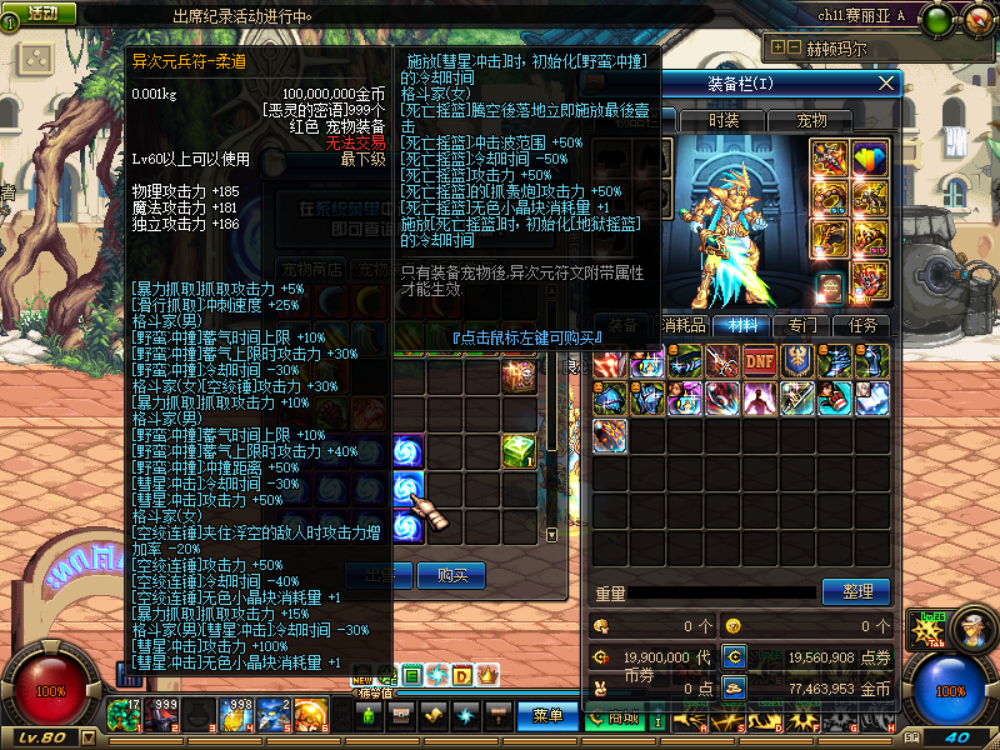 活动
出席纪录活动进行中。
ch11.赛丽亚 A
赫顿玛尔
异次元兵符-柔道
0.001kg
100,000,000金币
[恶灵的密语]999个
红色 宠物装备
无法交易
Lv60以上可以使用
最下级
物理攻击力 +185
魔法攻击力 +181
独立攻击力 +186
[暴力抓取]抓取攻击力 +5%
[滑行抓取]冲刺速度 +25%
格斗家(男)
[野蛮冲撞]蓄气时间上限 +10%
[野蛮冲撞]蓄气上限时攻击力 +30%
[野蛮冲撞]冷却时间 -30%
格斗家(女)[空绞锤]攻击力 +30%
[暴力抓取]抓取攻击力 +10%
格斗家(男)
[野蛮冲撞]蓄气时间上限 +10%
[野蛮冲撞]蓄气上限时攻击力 +40%
[野蛮冲撞]冲撞距离 +50%
[彗星冲击]冷却时间 -30%
[彗星冲击]攻击力 +50%
格斗家(女)
[空绞连锤]夹住浮空的敌人时攻击力增
加率 -20%
[空绞连锤]攻击力 +50%
[空绞连锤]冷却时间 -40%
[空绞连锤]无色小晶块消耗量 +1
[暴力抓取]抓取攻击力 +15%
格斗家(男)[彗星冲击]冷却时间 -30%
[彗星冲击]攻击力 +100%
[彗星冲击]无色小晶块消耗量 +1
施放[彗星冲击]时，初始化[野蛮冲撞]
的冷却时间
格斗家(女)
[死亡摇篮]腾空後落地立即施放最後壹
击
[死亡摇篮]冲击波范围 +50%
[死亡摇篮]冷却时间 -50%
[死亡摇篮]攻击力 +50%
[死亡摇篮]的[抓轰炮]攻击力 +50%
[死亡摇篮]无色小晶块消耗量 +1
施放[死亡摇篮]时，初始化[地狱摇篮]
的冷却时间
只有装备宠物後,异次元符文附带属性
才能生效.
『点击鼠标左键可购买』
出售
购买
装备栏(I)
时装
宠物
装备
消耗品
材料
专门
任务
DNF
重量
整理
0 个
0 个
19,900,000 代
币券
19,560,908 点券
0 点
77,463,953 金币
100%
Lv.80
17
999
998
2
菜单
商城
Lv.26
Tab
100%
SP
40